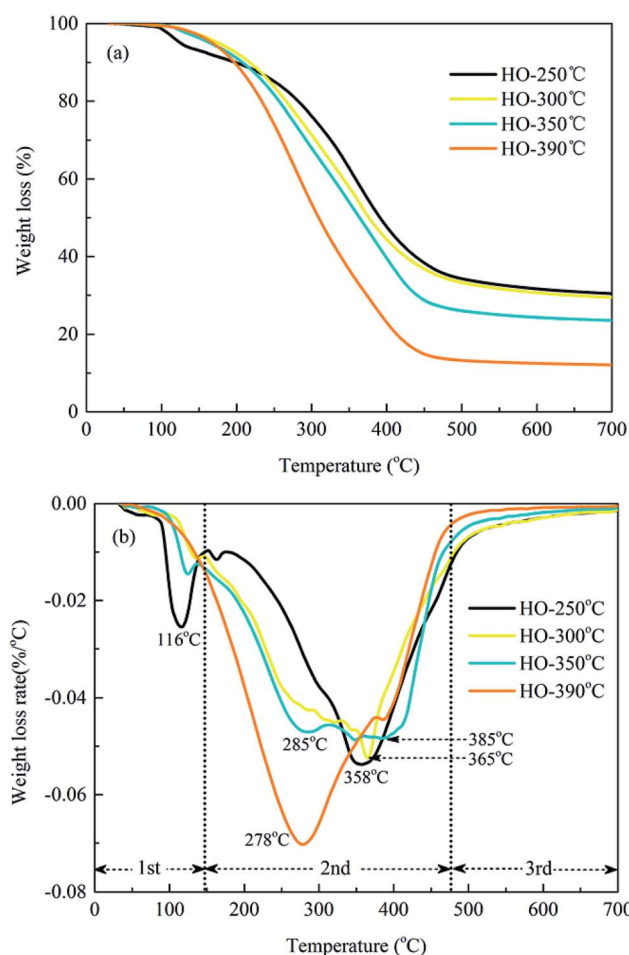 (a)
HO-250℃
HO-300℃
HO-350℃
HO-390℃
Weight loss (%)
100
80
60
40
20
0
0 100 200 300 400 500 600 700
Temperature (°C)
(b)
0.00
-0.02
-0.04
-0.06
-0.08
Weight loss rate(%/°C)
HO-250°C
HO-300°C
HO-350°C
HO-390°C
116°C
285°C
385°C
365°C
358°C
278°C
1st 2nd 3rd
0 100 200 300 400 500 600 700
Temperature (°C)